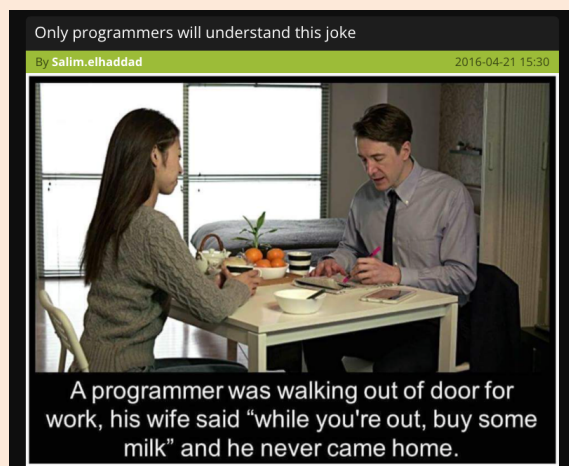 Only programmers will understand this joke
By Salim.elhaddad 2016-04-21 15:30
A programmer was walking out of door for
work, his wife said “while you're out, buy some
milk” and he never came home.